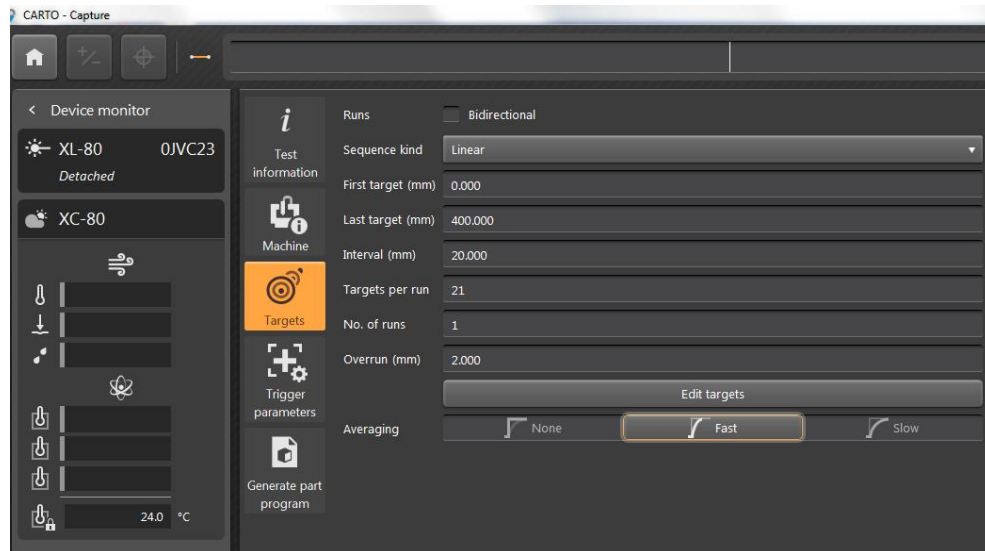 CARTO - Capture
Device monitor
XL-80 0JVC23
Detached
XC-80
24.0 °C
i
Test
information
Machine
Targets
Trigger
parameters
Generate part
program
Runs Bidirectional
Sequence kind Linear
First target (mm) 0.000
Last target (mm) 400.000
Interval (mm) 20.000
Targets per run 21
No. of runs 1
Overrun (mm) 2.000
Edit targets
Averaging None Fast Slow